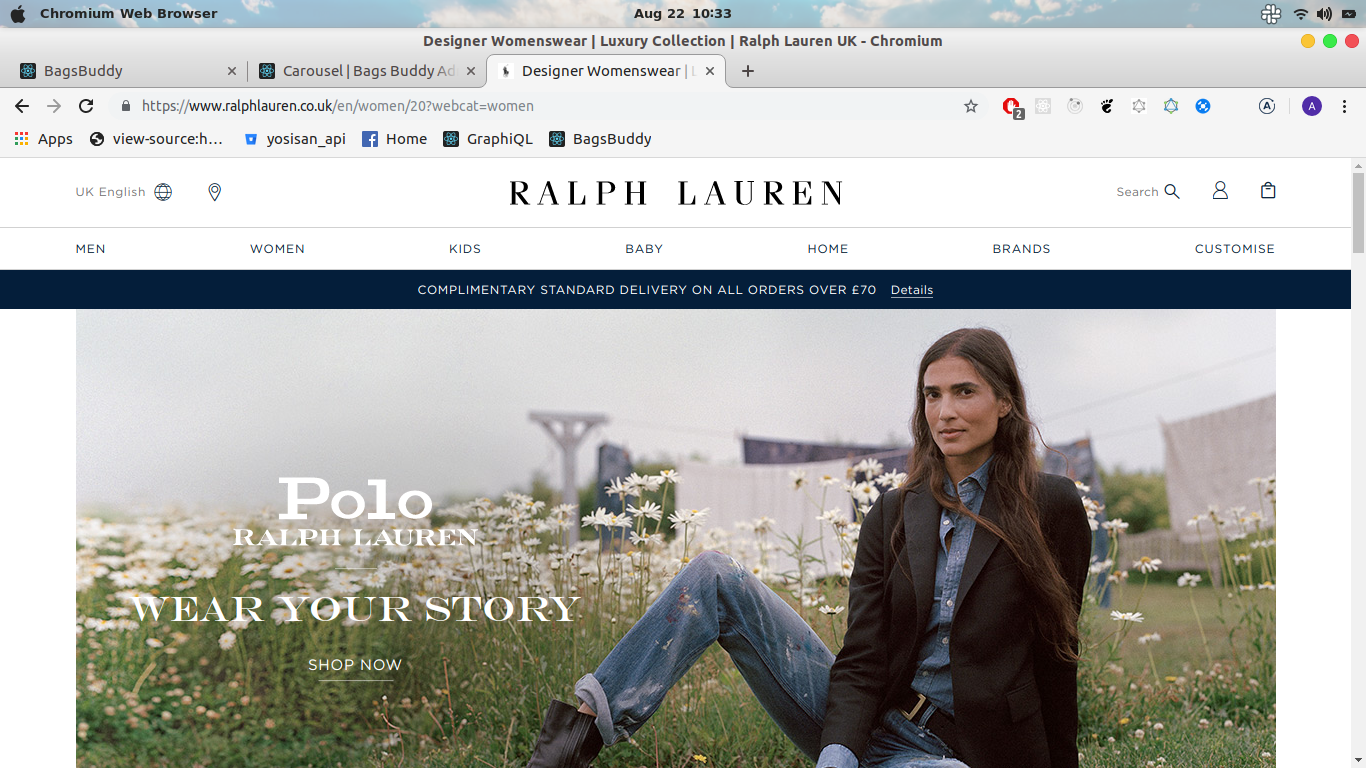 Chromium Web Browser
Aug 22 10:33
Designer Womenswear | Luxury Collection | Ralph Lauren UK - Chromium
BagsBuddy
Carousel | Bags Buddy Ad
Designer Womenswear | L
https://www.ralphlauren.co.uk/en/women/20?webcat=women
2
A
A
Apps
view-source:h…
yosisan_api
Home
GraphiQL
BagsBuddy
UK English
RALPH LAUREN
Search
MEN
WOMEN
KIDS
BABY
HOME
BRANDS
CUSTOMISE
COMPLIMENTARY STANDARD DELIVERY ON ALL ORDERS OVER £70 Details
Polo
RALPH LAUREN
WEAR YOUR STORY
SHOP NOW